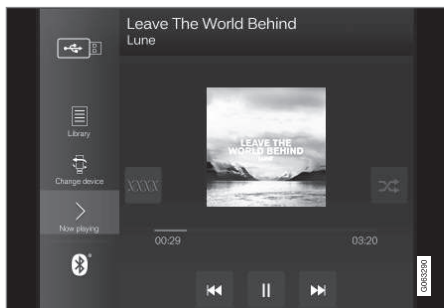 Leave The World Behind
Lune
LEAVE THE
WORLD BEHIND
LUNE
Library
Change device
XXXX
Now playing
00:29
03:20
G063290